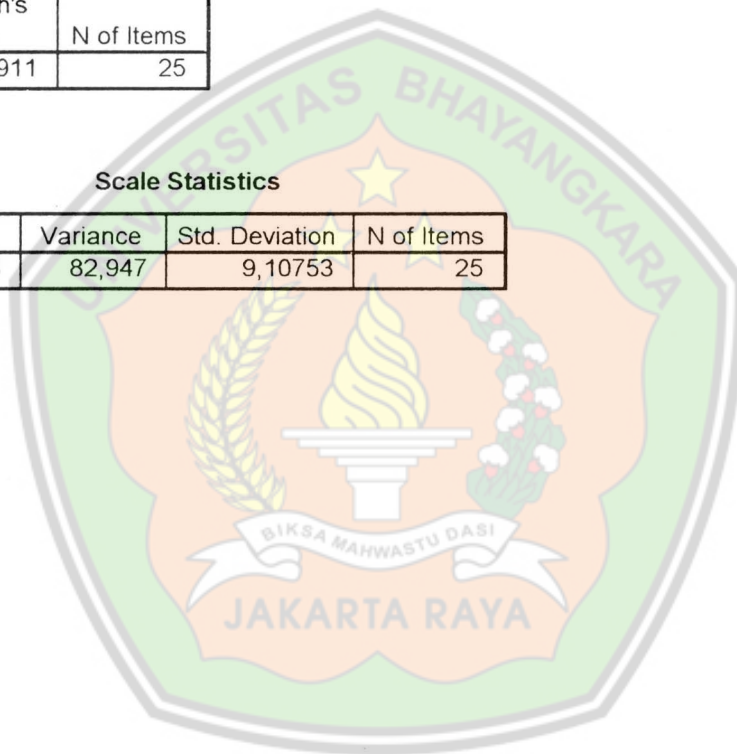 N of Items
911 25
Scale Statistics
Variance Std. Deviation N of Items
82,947 9,10753 25
UNIVERSITAS BHAYANGKARA
BIKSA MAHWASTU DASI
JAKARTA RAYA